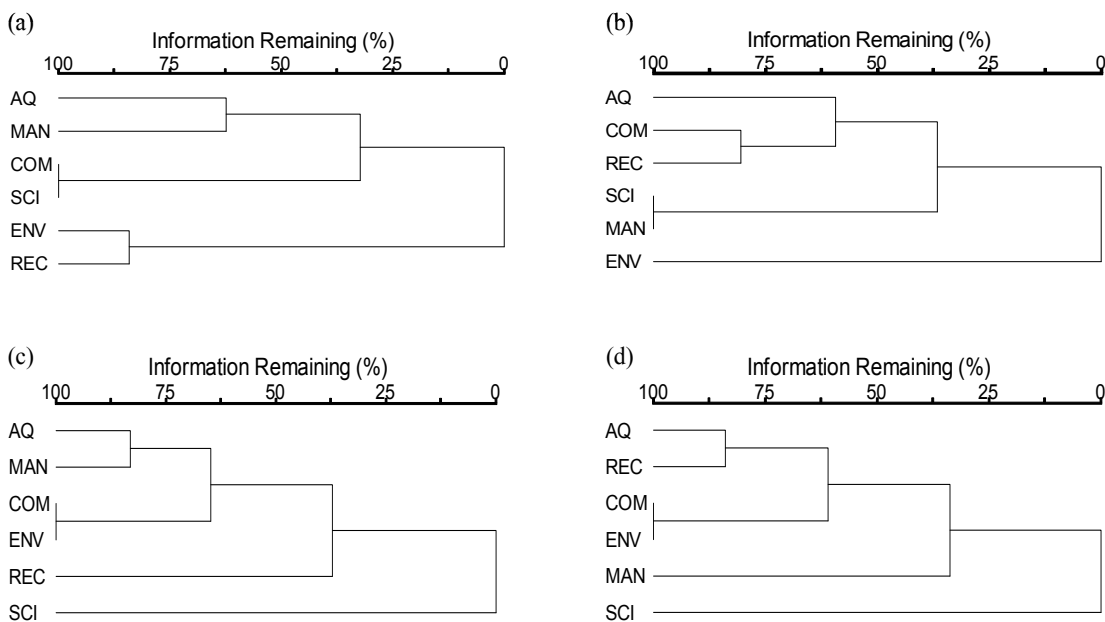 (a)
Information Remaining (%)
100 75 50 25 0
AQ
MAN
COM
SCI
ENV
REC
(b)
Information Remaining (%)
100 75 50 25 0
AQ
COM
REC
SCI
MAN
ENV
(c)
Information Remaining (%)
100 75 50 25 0
AQ
MAN
COM
ENV
REC
SCI
(d)
Information Remaining (%)
100 75 50 25 0
AQ
REC
COM
ENV
MAN
SCI